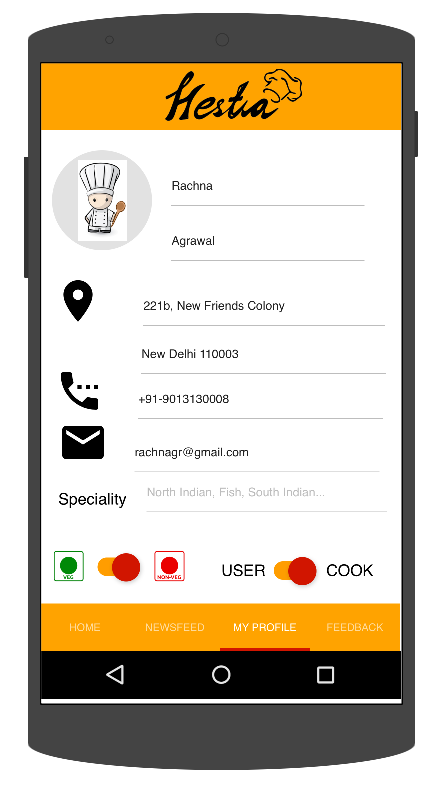 Hestia
Rachna
Agrawal
221b, New Friends Colony
New Delhi 110003
+91-9013130008
rachnagr@gmail.com
Speciality North Indian, Fish, South Indian...
VEG NON-VEG USER COOK
HOME NEWSFEED MY PROFILE FEEDBACK